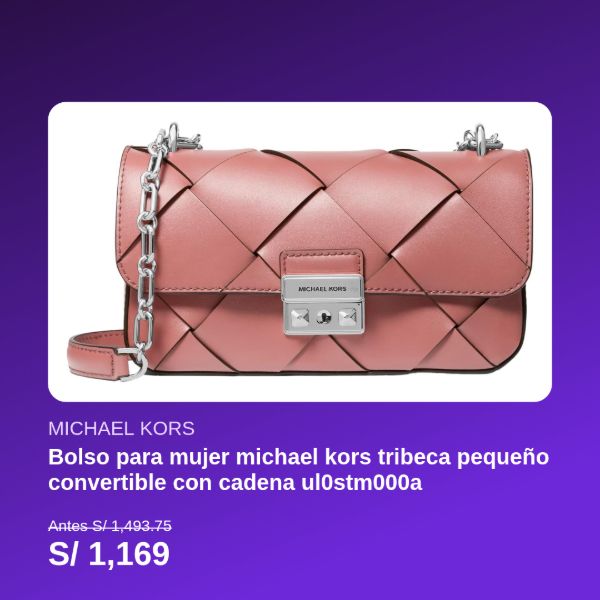 MICHAEL KORS
MICHAEL KORS
Bolso para mujer michael kors tribeca pequeño
convertible con cadena ul0stm000a
Antes S/ 1,493.75
S/ 1,169